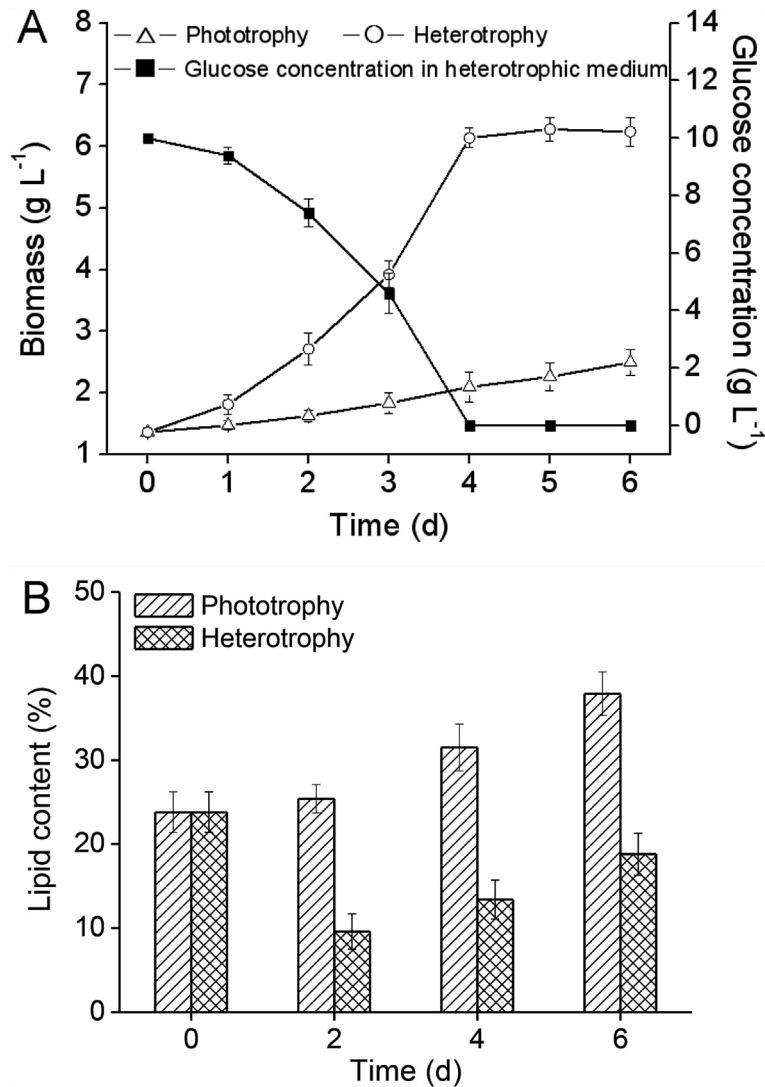 A
Phototrophy
Heterotrophy
Glucose concentration in heterotrophic medium
8
7
6
5
4
3
2
1
Biomass (g L-1)
14
12
10
8
6
4
2
0
Glucose concentration (g L-1)
0 1 2 3 4 5 6
Time (d)
B
Phototrophy
Heterotrophy
50
40
30
20
10
0
Lipid content (%)
0 2 4 6
Time (d)